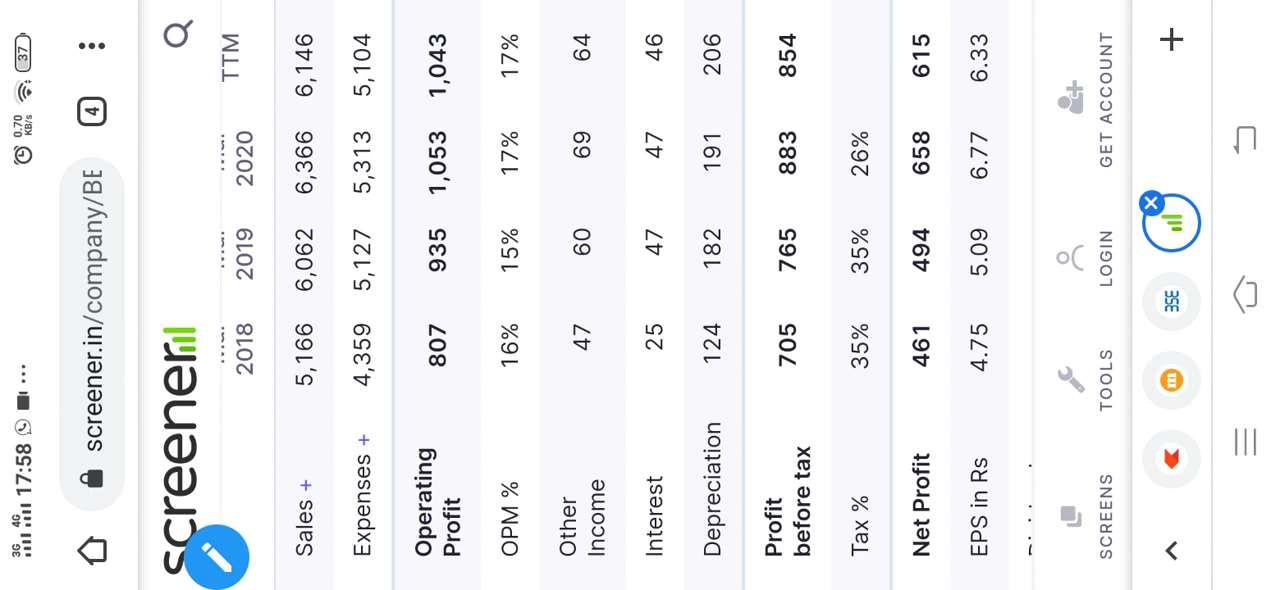 3G 4G 17:58 ... 0.70 KB/s 37
screener.in/company/BE 4
screener
2018 2019 2020 TTM
Sales + 5,166 6,062 6,366 6,146
Expenses + 4,359 5,127 5,313 5,104
Operating Profit 807 935 1,053 1,043
OPM % 16% 15% 17% 17%
Other Income 47 60 69 64
Interest 25 47 47 46
Depreciation 124 182 191 206
Profit before tax 705 765 883 854
Tax % 35% 35% 26%
Net Profit 461 494 658 615
EPS in Rs 4.75 5.09 6.77 6.33
SCREENS TOOLS LOGIN GET ACCOUNT
m BSE